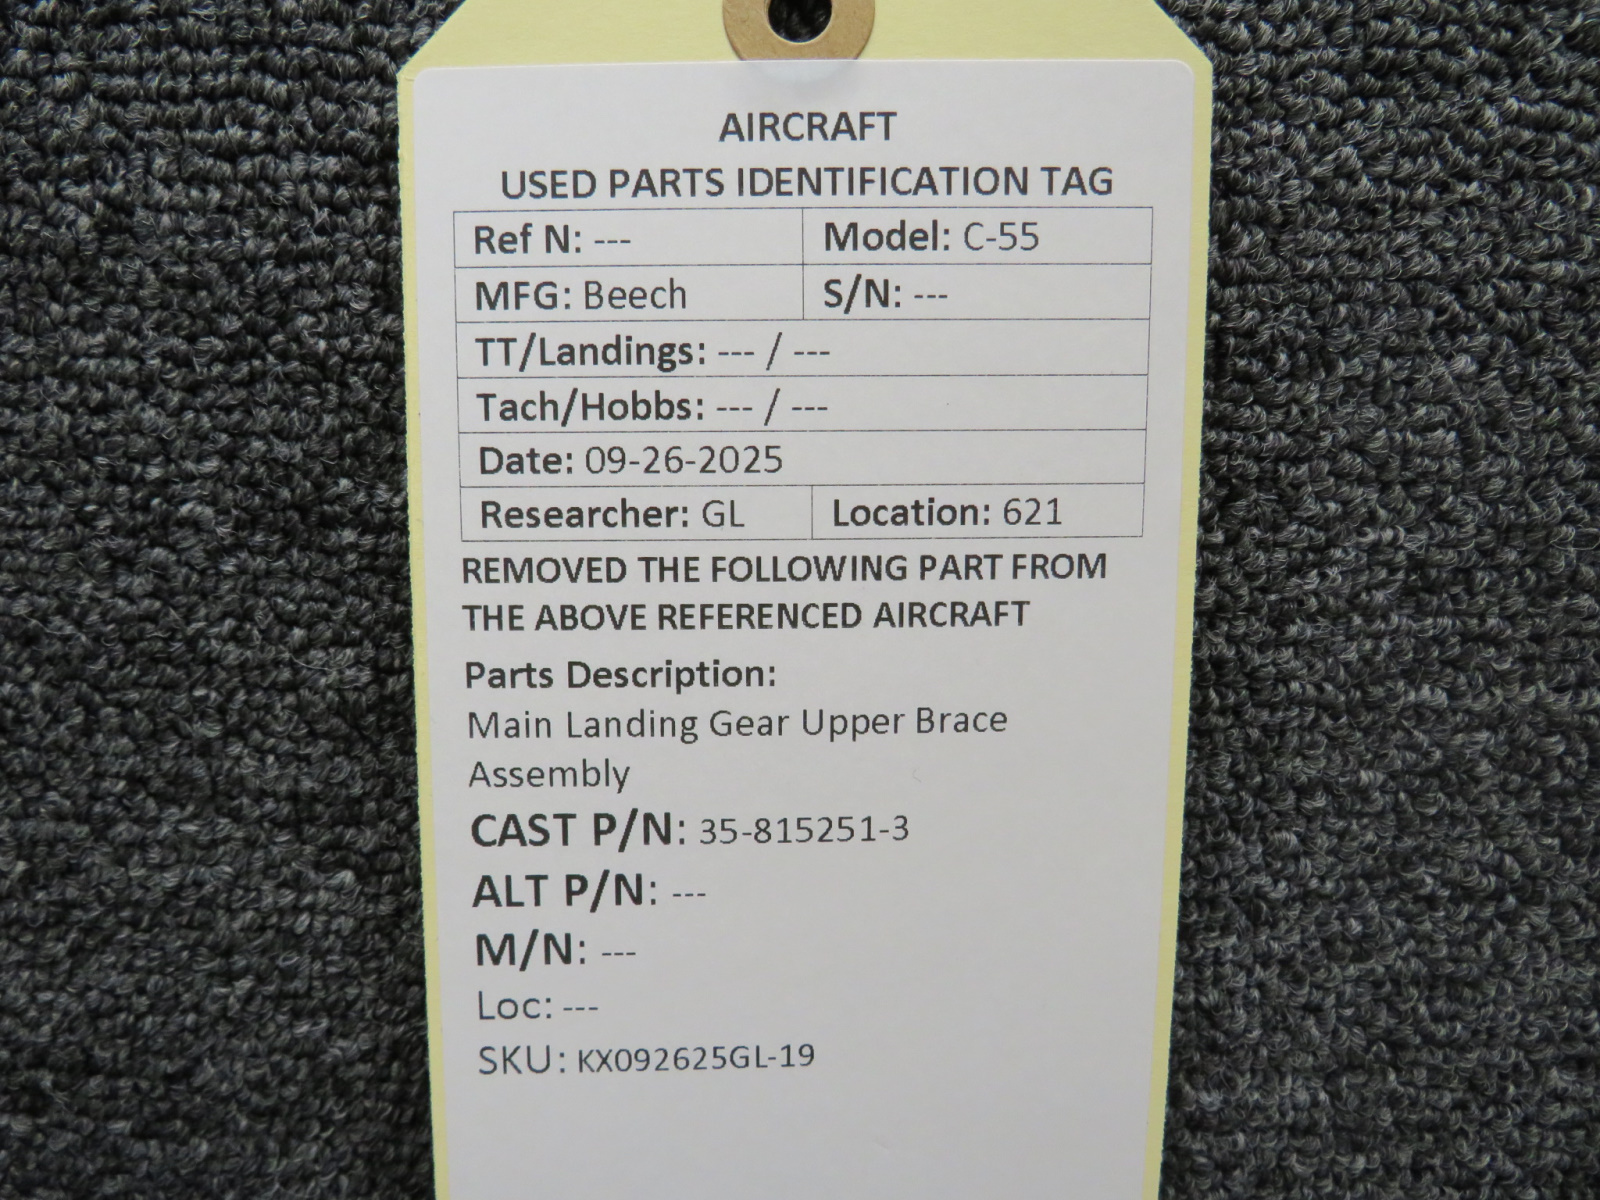 AIRCRAFT
USED PARTS IDENTIFICATION TAG
Ref N: --- Model: C-55
MFG: Beech S/N: ---
TT/Landings: --- / ---
Tach/Hobbs: --- / ---
Date: 09-26-2025
Researcher: GL Location: 621
REMOVED THE FOLLOWING PART FROM
THE ABOVE REFERENCED AIRCRAFT
Parts Description:
Main Landing Gear Upper Brace
Assembly
CAST P/N: 35-815251-3
ALT P/N: ---
M/N: ---
Loc: ---
SKU: KX092625GL-19